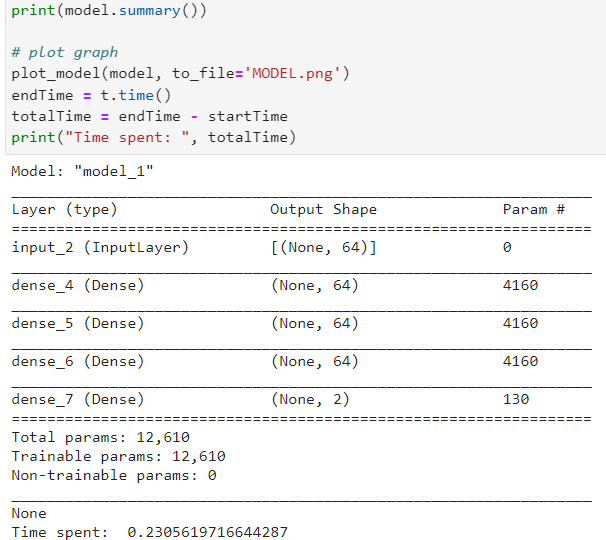 print(model.summary())
# plot graph
plot_model(model, to_file='MODEL.png')
endTime = t.time()
totalTime = endTime - startTime
print("Time spent: ", totalTime)
Model: "model_1"
_________________________________________________________________
Layer (type)                 Output Shape              Param #
=================================================================
input_2 (InputLayer)         [(None, 64)]              0
_________________________________________________________________
dense_4 (Dense)              (None, 64)                4160
_________________________________________________________________
dense_5 (Dense)              (None, 64)                4160
_________________________________________________________________
dense_6 (Dense)              (None, 64)                4160
_________________________________________________________________
dense_7 (Dense)              (None, 2)                 130
=================================================================
Total params: 12,610
Trainable params: 12,610
Non-trainable params: 0
_________________________________________________________________
None
Time spent:  0.2305619716644287